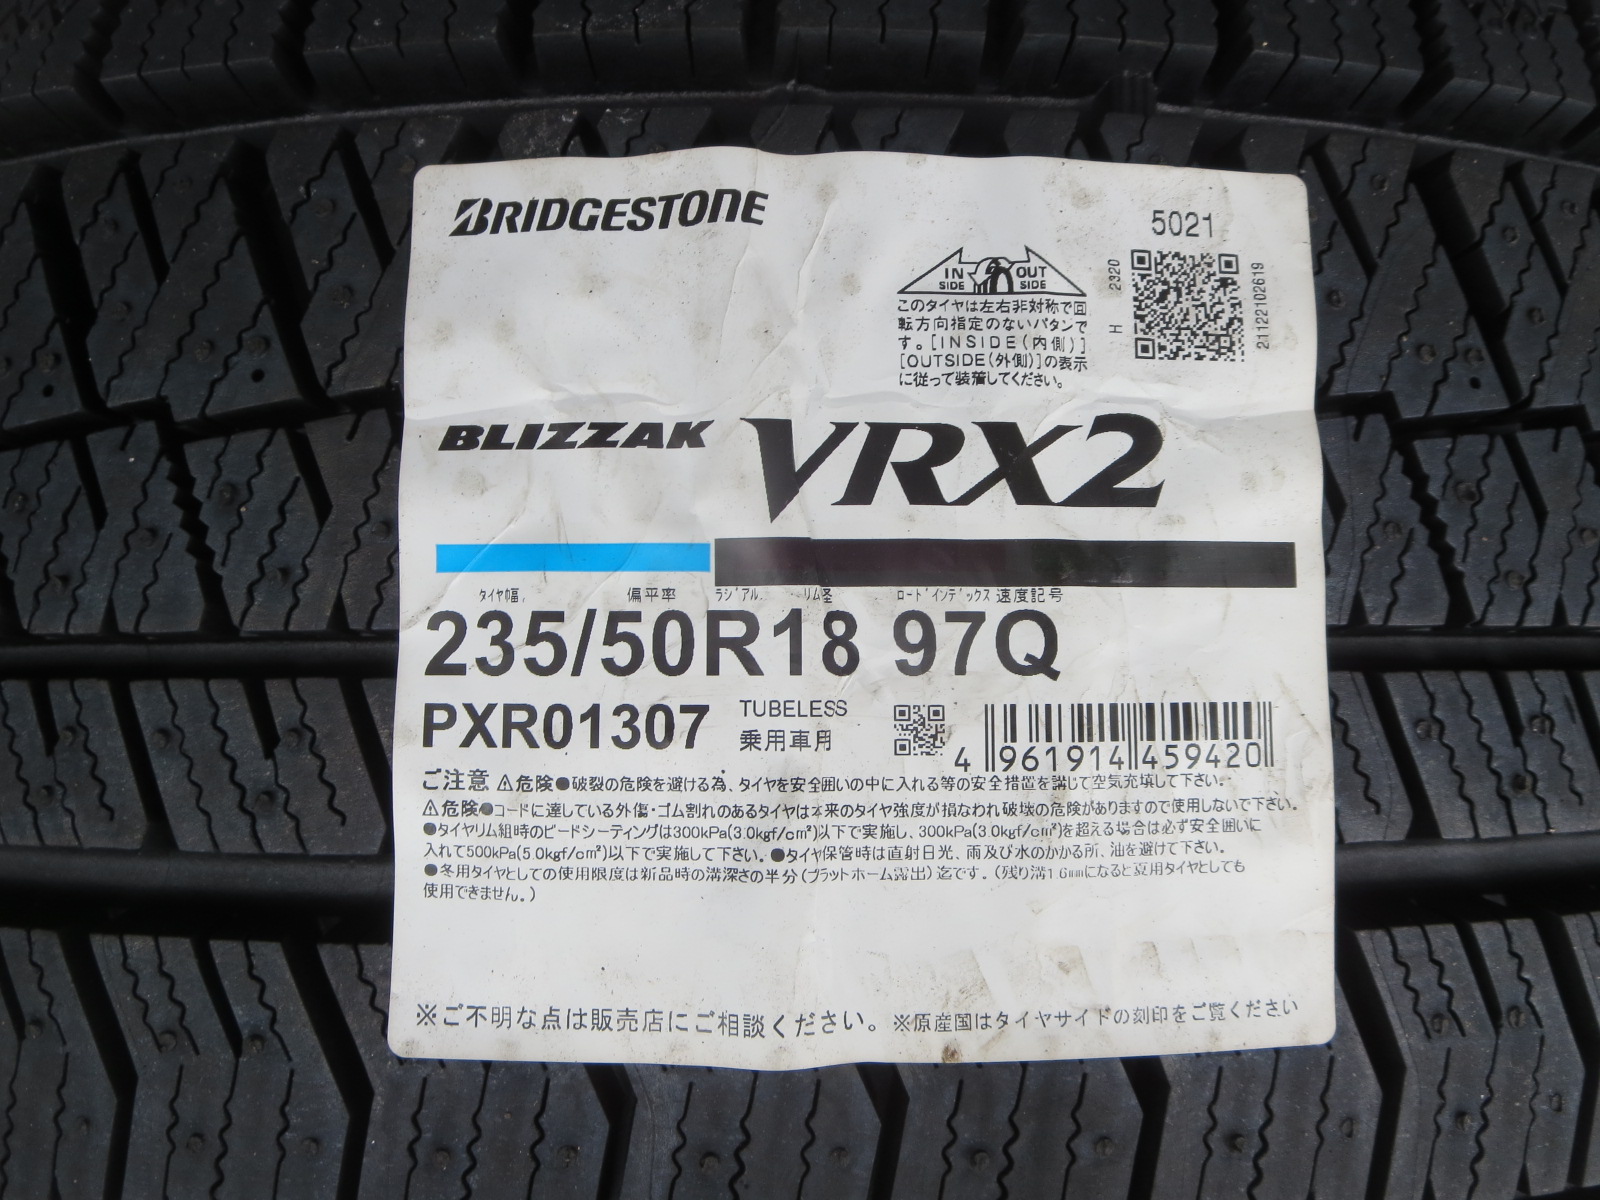 BRIDGESTONE
5021
IN SIDE OUT SIDE
H 2320
21122102619
このタイヤは左右非対称で回
転方向指定のないパタンで
す。[INSIDE(内側)]
[OUTSIDE(外側)]の表示
に従って装着してください。
BLIZZAK VRX2
タイヤ幅 偏平率 ラジアル リム径 ロードインデックス 速度記号
235/50R18 97Q
PXR01307 TUBELESS
乗用車用
4 961914 459420
ご注意 ⚠危険●破裂の危険を避ける為、タイヤを安全囲いの中に入れる等の安全措置を講じて空気充填して下さい。
⚠危険●コードに達している外傷・ゴム割れのあるタイヤは本来のタイヤ強度が損なわれ破壊の危険がありますので使用しないで下さい。
●タイヤリム組時のビードシーティングは300kPa(3.0kgf/cm²)以下で実施し、300kPa(3.0kgf/cm²)を超える場合は必ず安全囲いに
入れて500kPa(5.0kgf/cm²)以下で実施して下さい。●タイヤ保管時は直射日光、雨及び水のかかる所、油を避けて下さい。
●冬用タイヤとしての使用限度は新品時の溝深さの半分(プラットホーム露出)迄です。(残り溝1.6mmになると夏用タイヤとしても
使用できません。)
※ご不明な点は販売店にご相談ください。※原産国はタイヤサイドの刻印をご覧ください